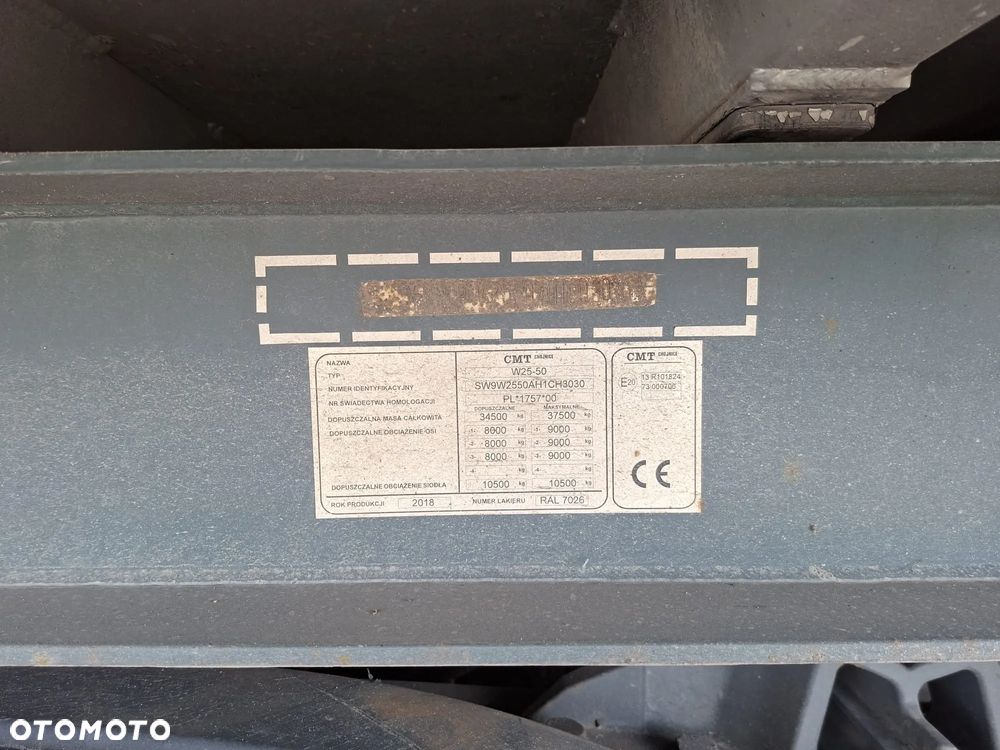 NAZWA CMT CHOJNICE
TYP W25-50
NUMER IDENTYFIKACYJNY SW9W2550AH1CH3030
NR ŚWIADECTWA HOMOLOGACJI PL*1757*00
DOPUSZCZALNE MAKSYMALNE
DOPUSZCZALNA MASA CAŁKOWITA 34500 kg 37500 kg
DOPUSZCZALNE OBCIĄŻENIE OSI -1- 8000 kg -1- 9000 kg
-2- 8000 kg -2- 9000 kg
-3- 8000 kg -3- 9000 kg
-4- kg -4- kg
DOPUSZCZALNE OBCIĄŻENIE SIODŁA 10500 kg 10500 kg
ROK PRODUKCJI 2018 NUMER LAKIERU RAL 7026
CMT CHOJNICE
E20 13 R101824
73 000700
CE
OTOMOTO